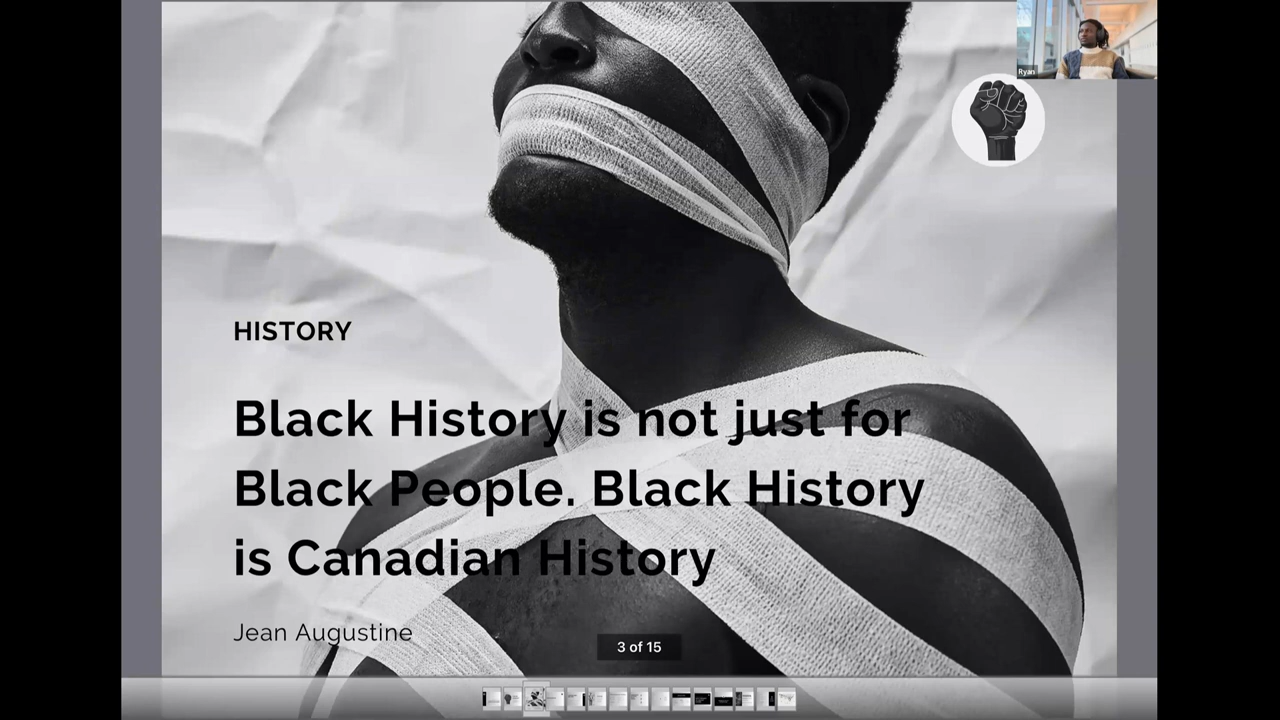 Ryan
HISTORY
Black History is not just for
Black People. Black History
is Canadian History
Jean Augustine
3 of 15